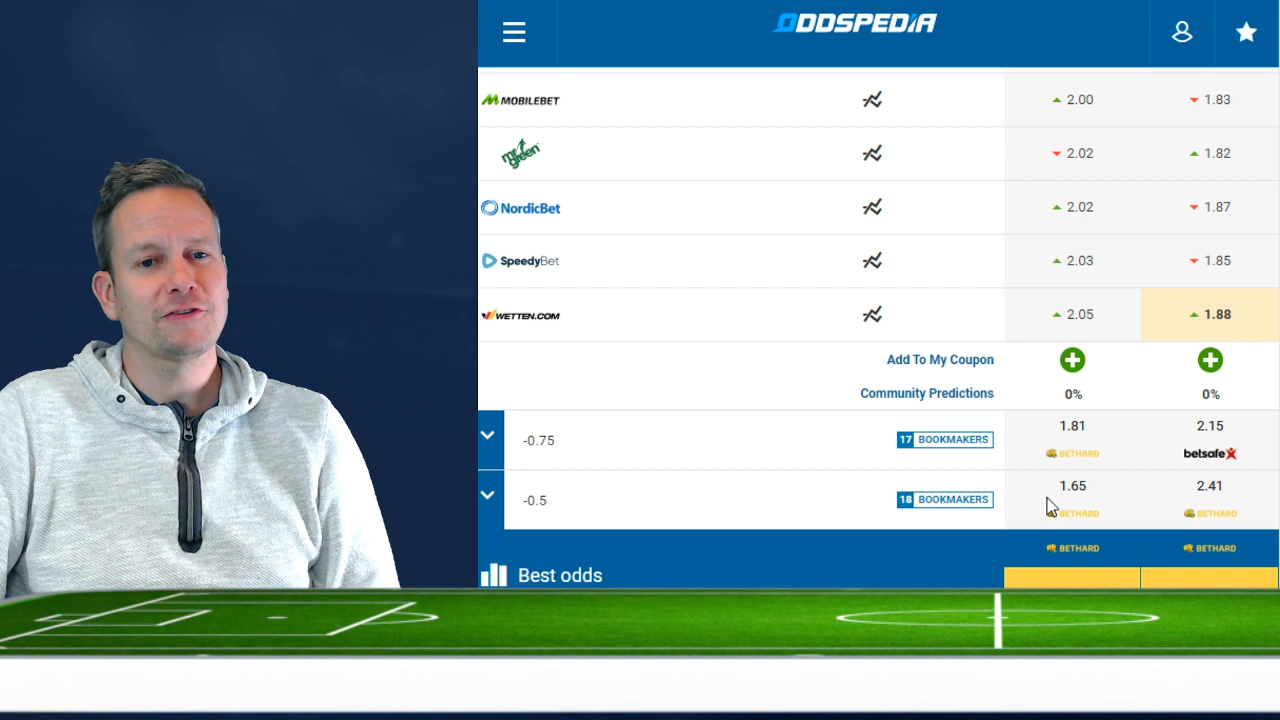 ODDSPEDIA
MOBILEBET 2.00 1.83
mr green 2.02 1.82
NordicBet 2.02 1.87
SpeedyBet 2.03 1.85
WETTEN.COM 2.05 1.88
Add To My Coupon
Community Predictions 0% 0%
-0.75 17 BOOKMAKERS 1.81 2.15
BETHARD betsafe
-0.5 18 BOOKMAKERS 1.65 2.41
BETHARD BETHARD
BETHARD BETHARD
Best odds